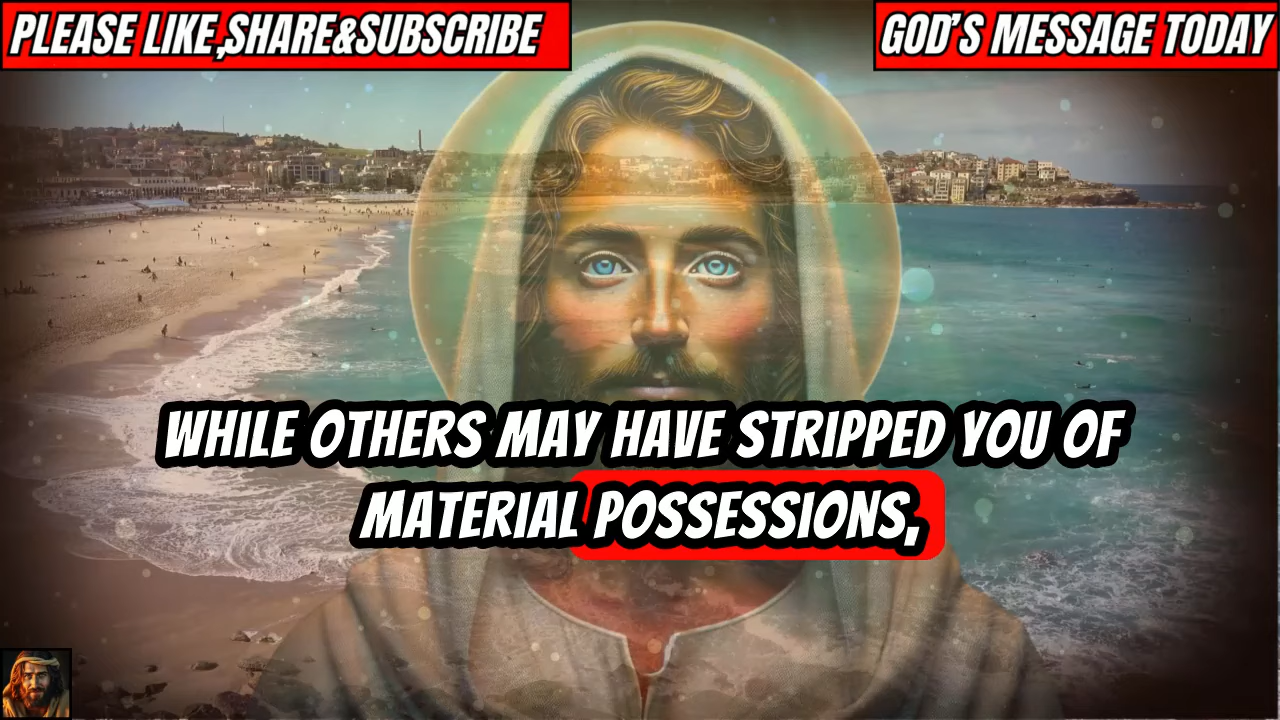 PLEASE LIKE,SHARE&SUBSCRIBE
GOD'S MESSAGE TODAY
WHILE OTHERS MAY HAVE STRIPPED YOU OF
MATERIAL POSSESSIONS,